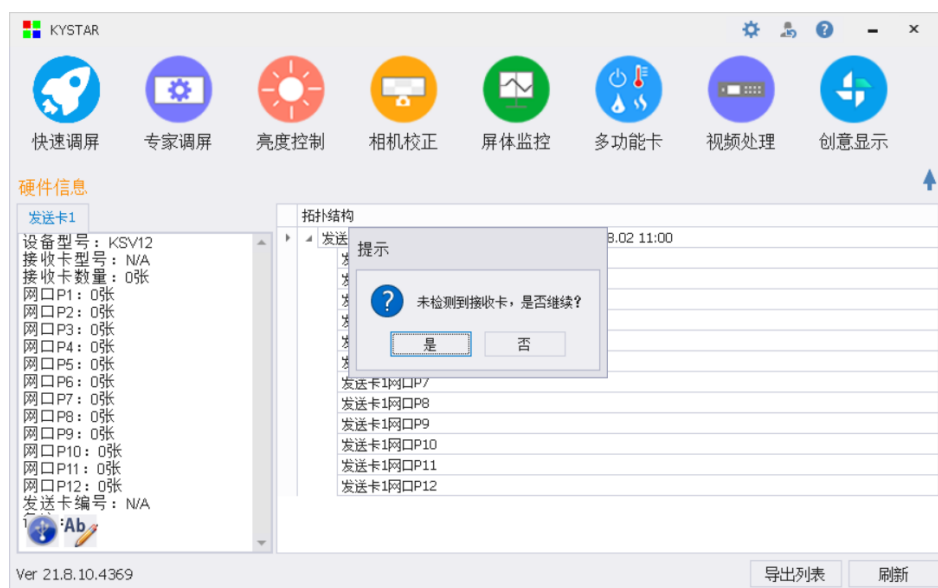 KYSTAR
快速调屏
专家调屏
亮度控制
相机校正
屏体监控
多功能卡
视频处理
创意显示
硬件信息
发送卡1
设备型号：KSV12
接收卡型号：N/A
接收卡数量：0张
网口P1：0张
网口P2：0张
网口P3：0张
网口P4：0张
网口P5：0张
网口P6：0张
网口P7：0张
网口P8：0张
网口P9：0张
网口P10：0张
网口P11：0张
网口P12：0张
发送卡编号：N/A
Ab
拓扑结构
发送
8.02 11:00
提示
未检测到接收卡，是否继续?
是
否
发送卡1网口P7
发送卡1网口P8
发送卡1网口P9
发送卡1网口P10
发送卡1网口P11
发送卡1网口P12
Ver 21.8.10.4369
导出列表
刷新